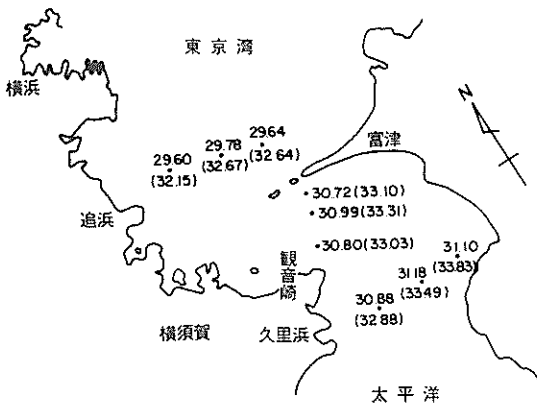 東京湾
横浜
N
富津
29.64
(32.64)
29.78
(32.67)
29.60
(32.15)
30.72(33.10)
30.99(33.31)
追浜
30.80(33.03)
観音崎
31.10
(33.83)
31.18
(33.49)
30.88
(32.88)
横須賀
久里浜
太平洋